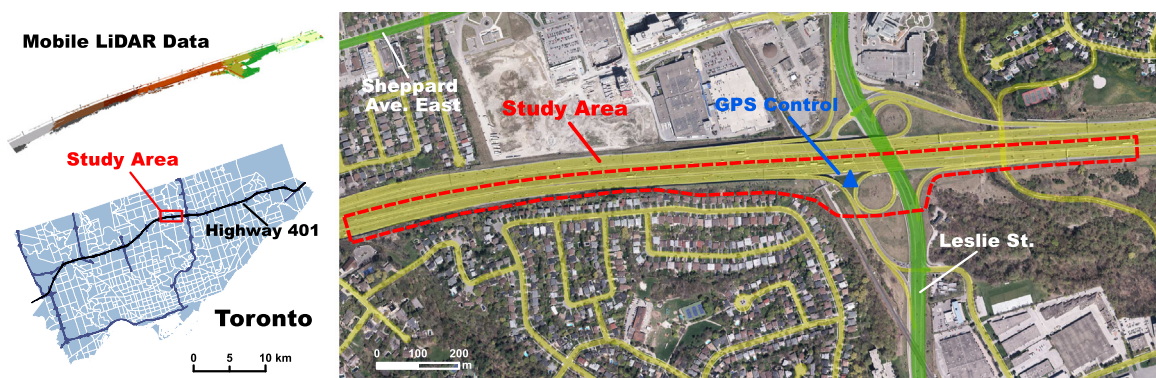 Mobile LiDAR Data
Study Area
Highway 401
Toronto
0 5 10 km
Sheppard
Ave. East
Study Area
GPS Control
Leslie St.
0 100 200
m